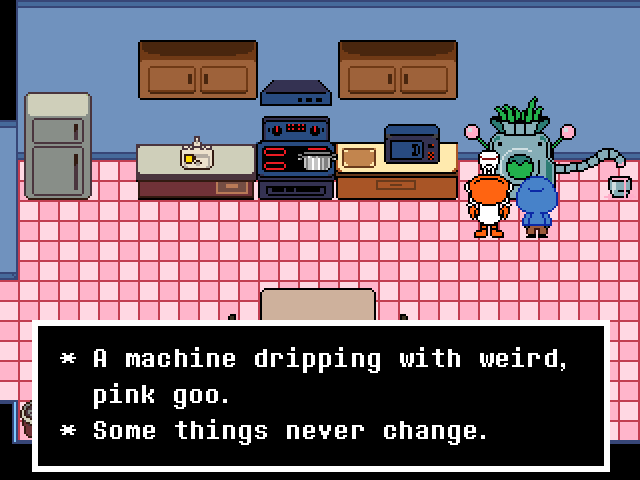 * A machine dripping with weird,
pink goo.
* Some things never change.